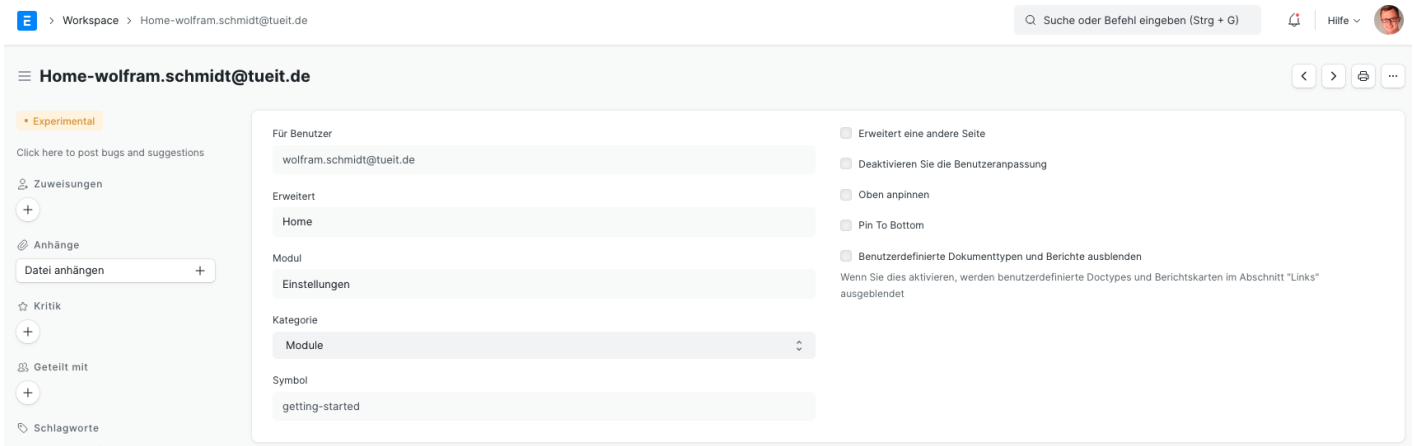 E > Workspace > Home-wolfram.schmidt@tueit.de
Suche oder Befehl eingeben (Strg + G)
Hilfe
Home-wolfram.schmidt@tueit.de
Experimental
Click here to post bugs and suggestions
Zuweisungen
Anhänge
Datei anhängen
Kritik
Geteilt mit
Schlagworte
Für Benutzer
wolfram.schmidt@tueit.de
Erweitert
Home
Modul
Einstellungen
Kategorie
Module
Symbol
getting-started
Erweitert eine andere Seite
Deaktivieren Sie die Benutzeranpassung
Oben anpinnen
Pin To Bottom
Benutzerdefinierte Dokumenttypen und Berichte ausblenden
Wenn Sie dies aktivieren, werden benutzerdefinierte Doctypes und Berichtskarten im Abschnitt "Links"
ausgeblendet